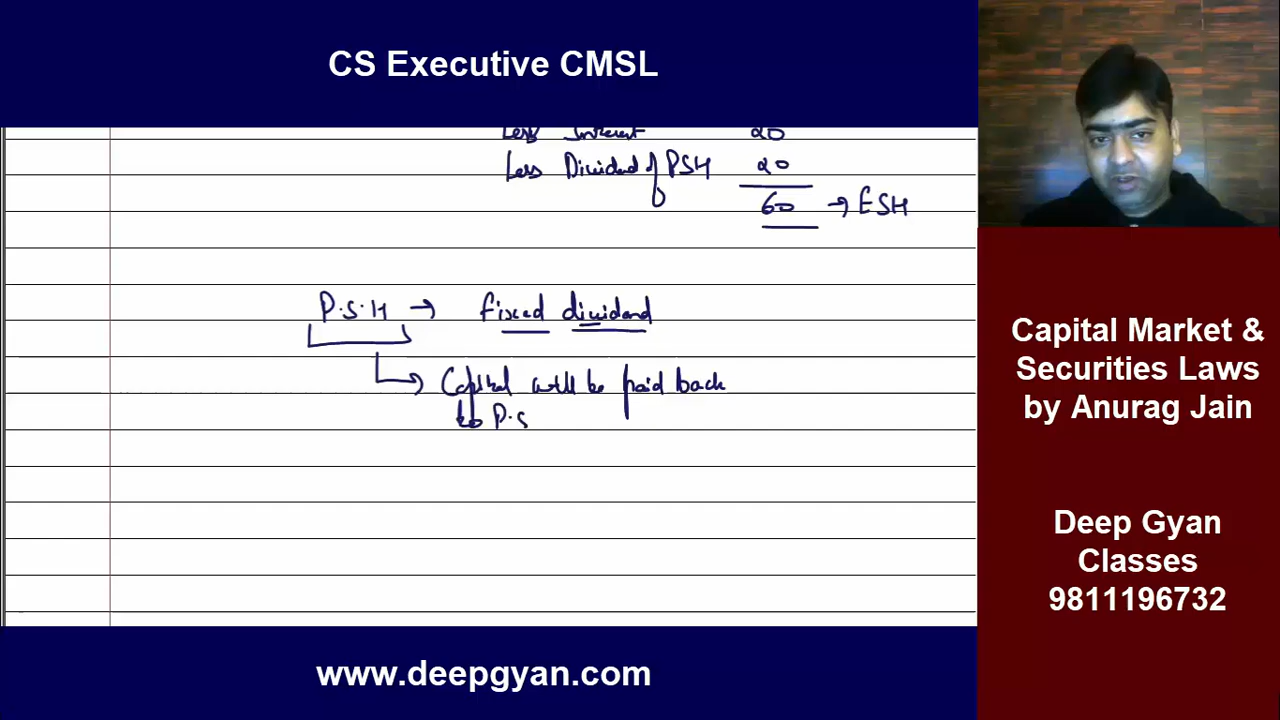 CS Executive CMSL
Less Interest 20
Less Dividend of PSH 20
60 → ESH
P.S.H → fixed dividend
Capital will be paid back
to P.S
Capital Market &
Securities Laws
by Anurag Jain
Deep Gyan
Classes
9811196732
www.deepgyan.com